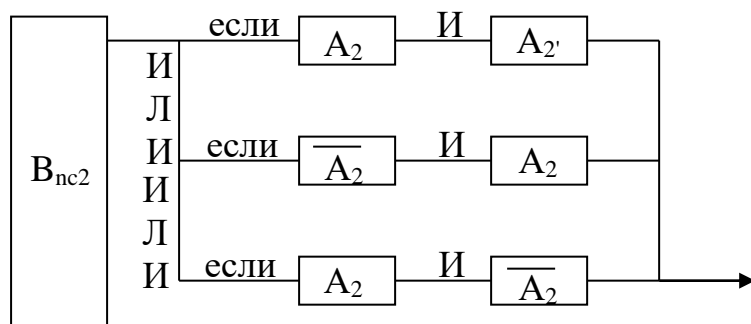 если A₂ И A₂'
И
Л
И если A̅₂̅ И A₂
B_nc2
И
Л
И если A₂ И A̅₂̅